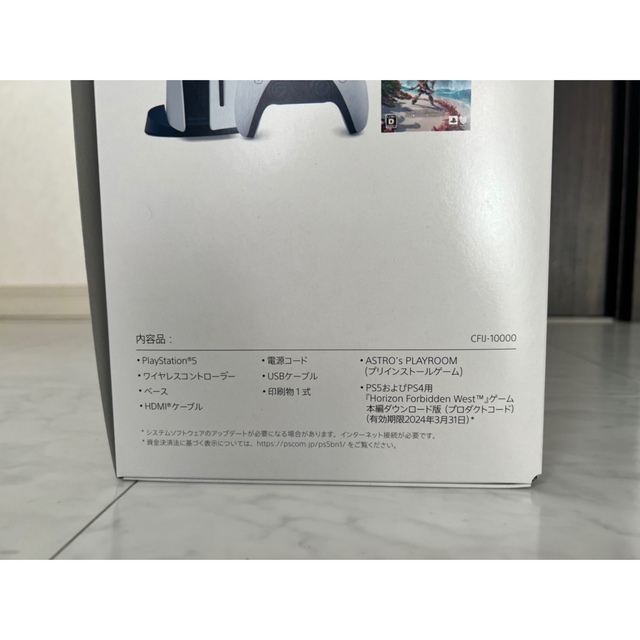 D
内容品：
CFIJ-10000
•PlayStation®5
•ワイヤレスコントローラー
•ベース
•HDMI®ケーブル
•電源コード
•USBケーブル
•印刷物1式
•ASTRO's PLAYROOM
(プリインストールゲーム)
•PS5およびPS4用
『Horizon Forbidden West™』ゲーム
本編ダウンロード版 (プロダクトコード)
(有効期限2024年3月31日)*
*システムソフトウェアのアップデートが必要になる場合があります。インターネット接続が必要です。
*資金決済法に基づく表示については、https://pscom.jp/ps5bn1/ をご覧ください。